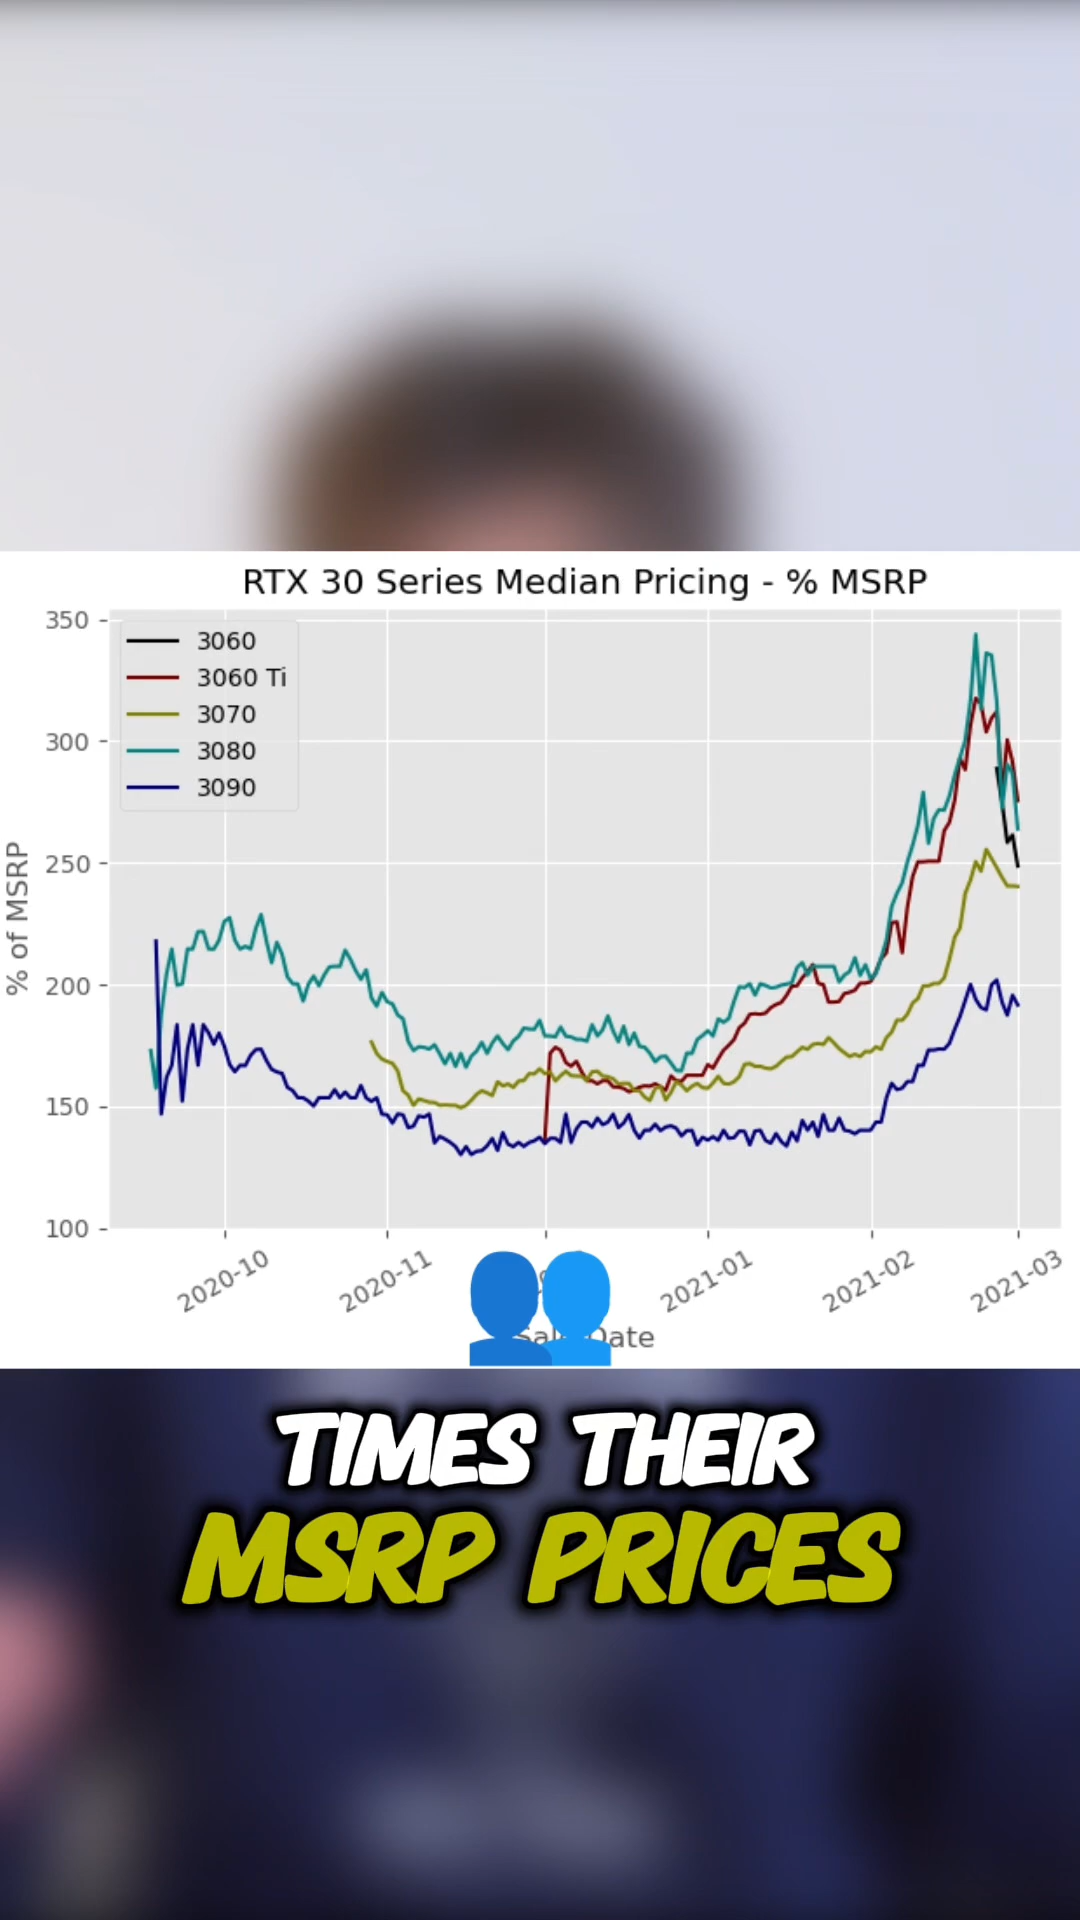 RTX 30 Series Median Pricing - % MSRP
350
300
250
200
150
100
% of MSRP
3060
3060 Ti
3070
3080
3090
2020-10
2020-11
2021-01
2021-02
2021-03
Date
TIMES THEIR
MSRP PRICES